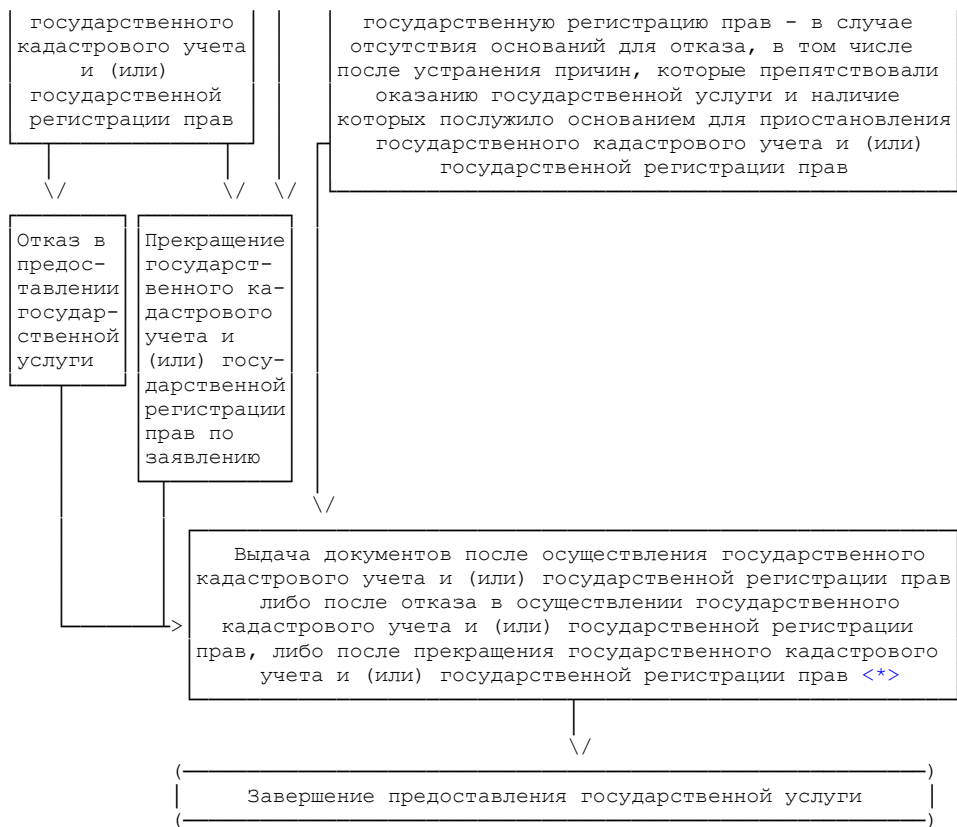 государственного
кадастрового учета
и (или)
государственной
регистрации прав
государственную регистрацию прав - в случае
отсутствия оснований для отказа, в том числе
после устранения причин, которые препятствовали
оказанию государственной услуги и наличие
которых послужило основанием для приостановления
государственного кадастрового учета и (или)
государственной регистрации прав
Отказ в
предос-
тавлении
государ-
ственной
услуги
Прекращение
государст-
венного ка-
дастрового
учета и
(или) госу-
дарственной
регистрации
прав по
заявлению
Выдача документов после осуществления государственного
кадастрового учета и (или) государственной регистрации прав
либо после отказа в осуществлении государственного
кадастрового учета и (или) государственной регистрации
прав, либо после прекращения государственного кадастрового
учета и (или) государственной регистрации прав <*>
Завершение предоставления государственной услуги